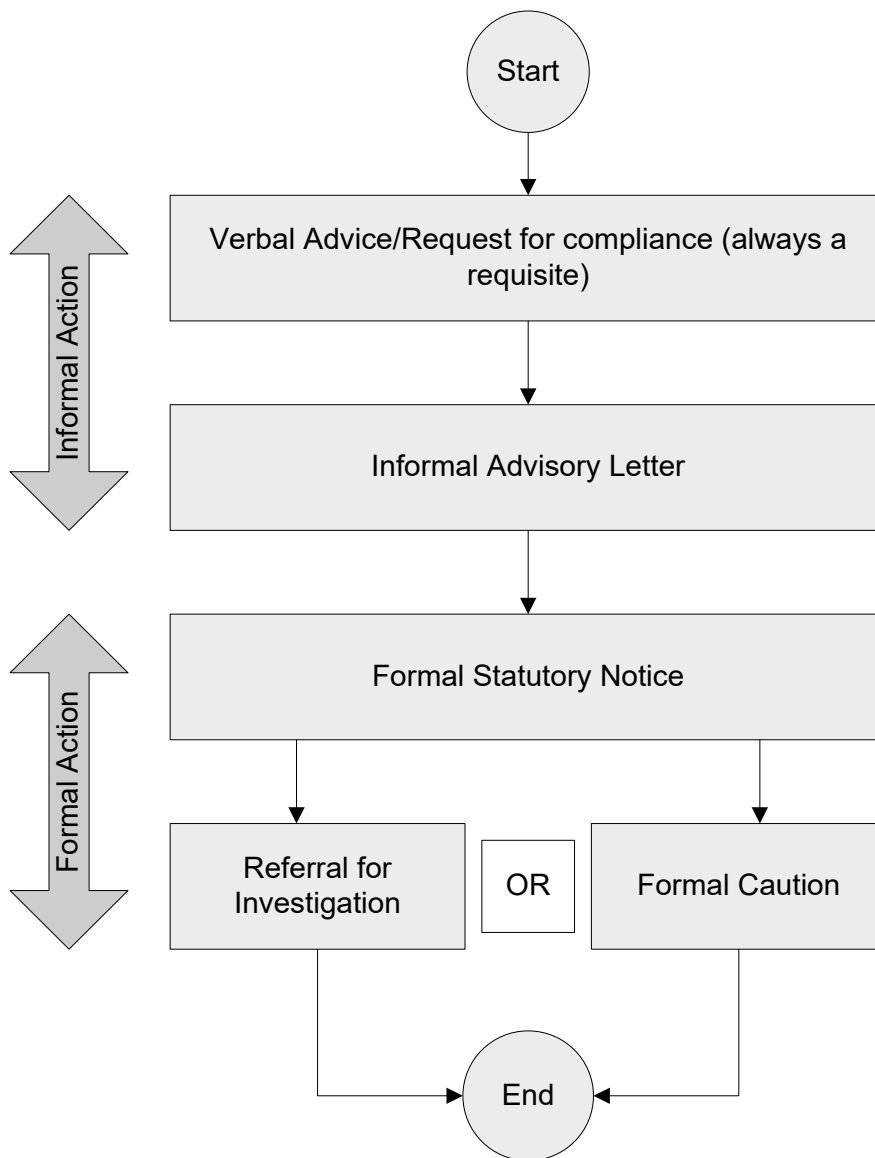 Start
Verbal Advice/Request for compliance (always a
requisite)
Informal Action
Informal Advisory Letter
Formal Statutory Notice
Formal Action
Referral for
Investigation
OR
Formal Caution
End